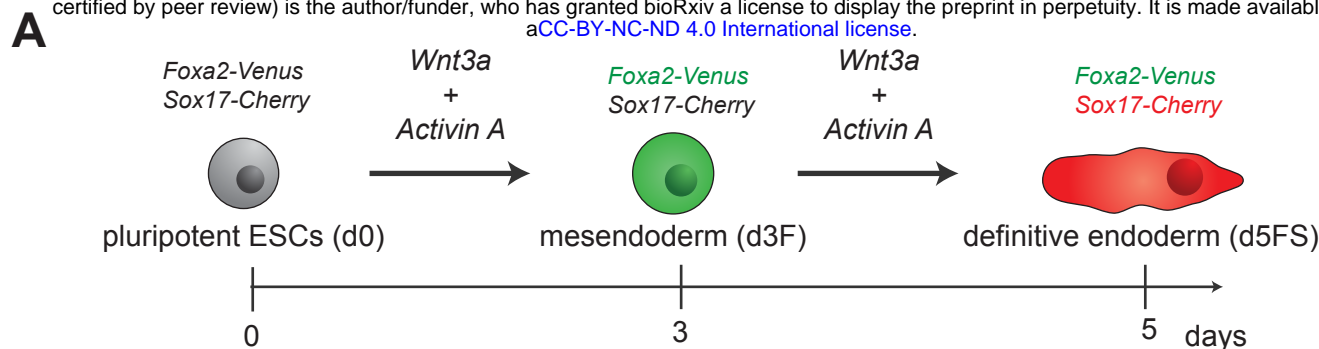 certified by peer review) is the author/funder, who has granted bioRxiv a license to display the preprint in perpetuity. It is made availabl
aCC-BY-NC-ND 4.0 International license.
A
Foxa2-Venus
Sox17-Cherry
Wnt3a
+
Activin A
Foxa2-Venus
Sox17-Cherry
Wnt3a
+
Activin A
Foxa2-Venus
Sox17-Cherry
pluripotent ESCs (d0)
mesendoderm (d3F)
definitive endoderm (d5FS)
0
3
5
days